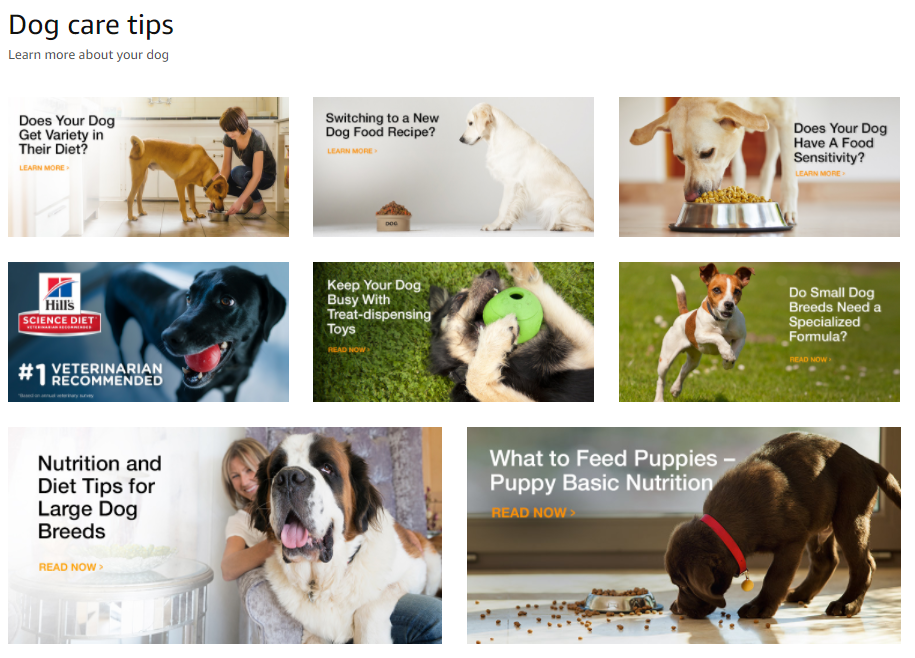 Dog care tips
Learn more about your dog
Does Your Dog
Get Variety in
Their Diet?
LEARN MORE ›
Switching to a New
Dog Food Recipe?
LEARN MORE ›
DOG
Does Your Dog
Have A Food
Sensitivity?
LEARN MORE ›
Hill's
SCIENCE DIET
VETERINARIAN RECOMMENDED
#1 VETERINARIAN
RECOMMENDED
*Based on annual veterinary survey
Keep Your Dog
Busy With
Treat-dispensing
Toys
READ NOW ›
Do Small Dog
Breeds Need a
Specialized
Formula?
READ NOW ›
Nutrition and
Diet Tips for
Large Dog
Breeds
READ NOW ›
What to Feed Puppies –
Puppy Basic Nutrition
READ NOW ›